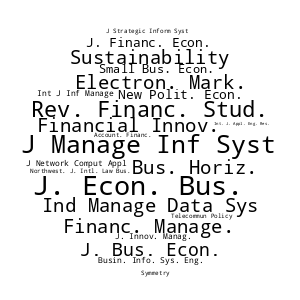 J Strategic Inform Syst
J. Financ. Econ.
Sustainability
Small Bus. Econ.
Electron. Mark.
Int J Inf Manage New Polit. Econ.
Rev. Financ. Stud.
Financial Innov. Int. J. Appl. Eng. Res.
Account. Financ.
J Manage Inf Syst
J Network Comput Appl Bus. Horiz.
Northwest. J. Intl. Law Bus.
J. Econ. Bus.
Ind Manage Data Sys
Telecommun Policy
Financ. Manage.
J. Innov. Manag.
J. Bus. Econ.
Busin. Info. Sys. Eng.
Symmetry